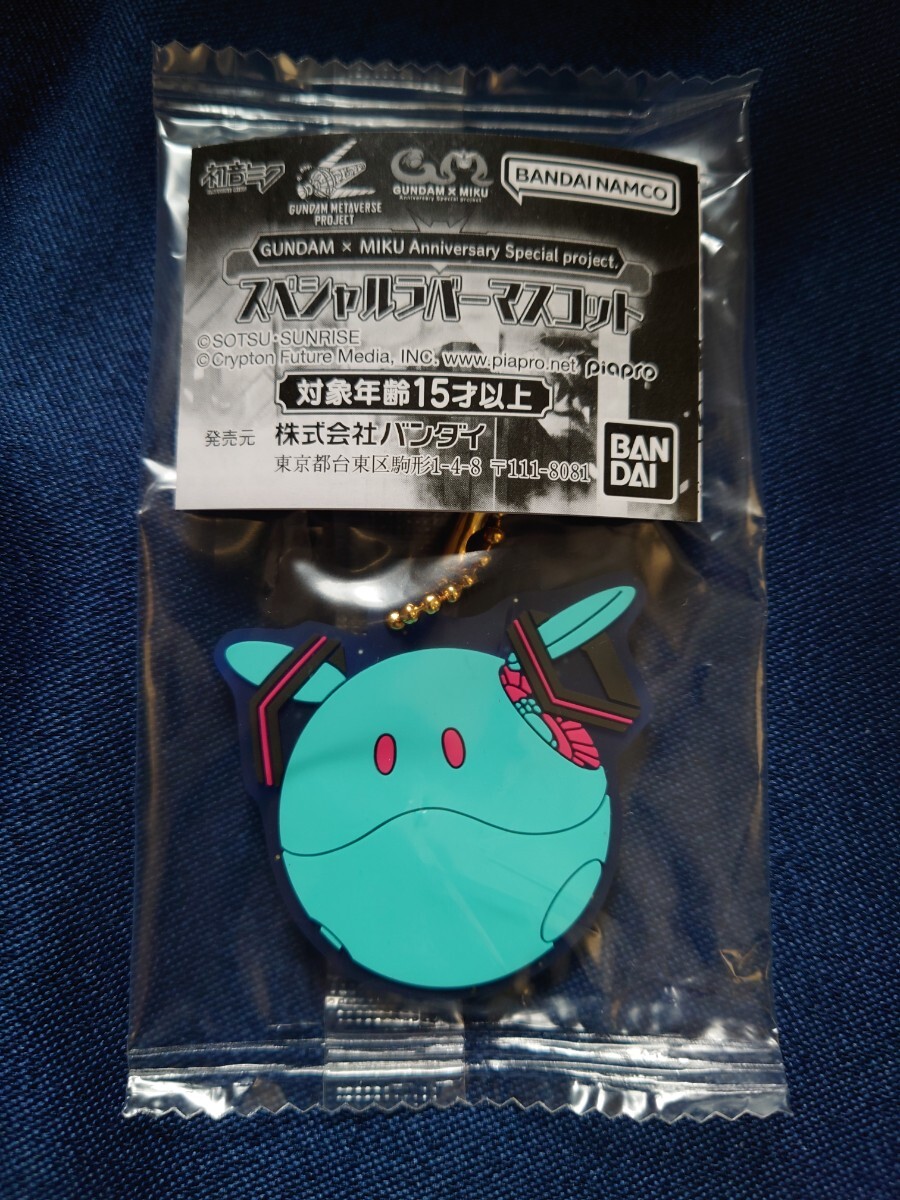 初音ミク
GUNDAM METAVERSE
PROJECT
GUNDAM × MIKU
Anniversary Special project
BANDAI NAMCO
GUNDAM × MIKU Anniversary Special project.
スペシャルラバーマスコット
©SOTSU・SUNRISE
©Crypton Future Media, INC. www.piapro.net piapro
対象年齢15才以上
発売元 株式会社バンダイ
東京都台東区駒形1-4-8 〒111-8081
BAN
DAI